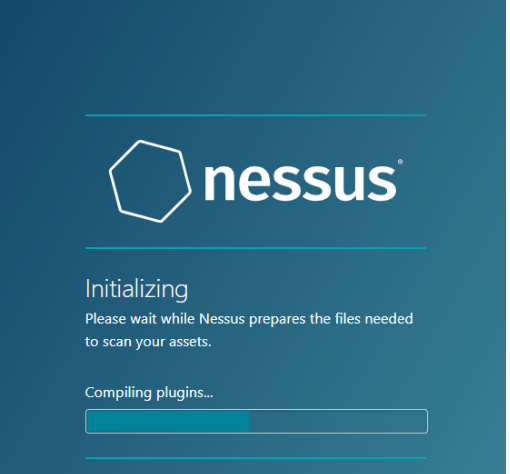 nessus®
Initializing
Please wait while Nessus prepares the files needed
to scan your assets.
Compiling plugins...